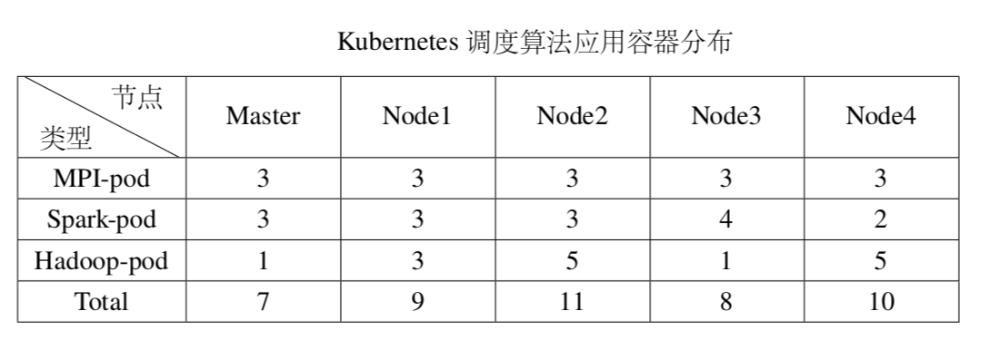 Kubernetes 调度算法应用容器分布
节点
类型 Master Node1 Node2 Node3 Node4
MPI-pod 3 3 3 3 3
Spark-pod 3 3 3 4 2
Hadoop-pod 1 3 5 1 5
Total 7 9 11 8 10